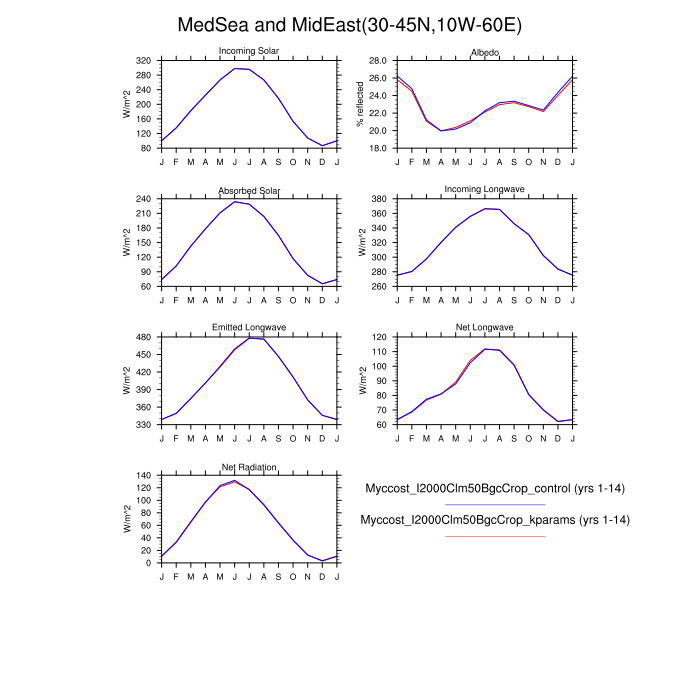 MedSea and MidEast(30-45N,10W-60E)
Incoming Solar
W/m^2
320
280
240
200
160
120
80
J F M A M J J A S O N D J
Albedo
% reflected
28.0
26.0
24.0
22.0
20.0
18.0
J F M A M J J A S O N D J
Absorbed Solar
W/m^2
240
210
180
150
120
90
60
J F M A M J J A S O N D J
Incoming Longwave
W/m^2
380
360
340
320
300
280
260
J F M A M J J A S O N D J
Emitted Longwave
W/m^2
480
450
420
390
360
330
J F M A M J J A S O N D J
Net Longwave
W/m^2
120
110
100
90
80
70
60
J F M A M J J A S O N D J
Net Radiation
W/m^2
140
120
100
80
60
40
20
0
J F M A M J J A S O N D J
Myccost_I2000Clm50BgcCrop_control (yrs 1-14)
Myccost_I2000Clm50BgcCrop_kparams (yrs 1-14)